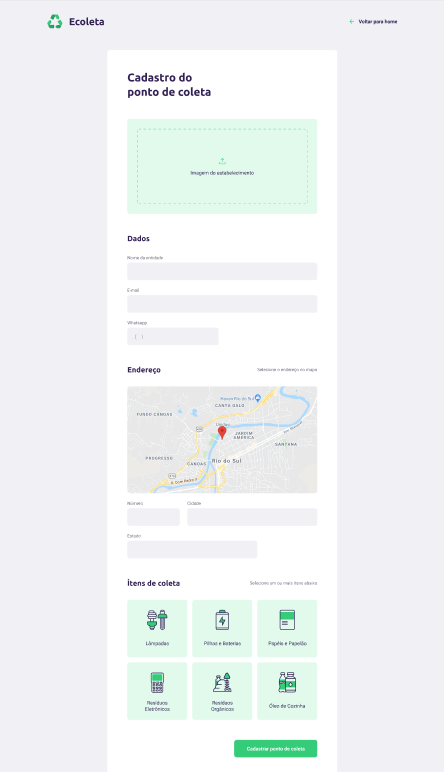 Ecoleta
Voltar para home
Cadastro do
ponto de coleta
Imagem do estabelecimento
Dados
Nome da entidade
E-mail
Whatsapp
( )
Endereço
Selecione o endereço no mapa
CANTA GALO
FUNDO CANOAS
JARDIM
AMÉRICA
SANTANA
PROGRESSO
CANOAS
Rio do Sul
Número
Cidade
Estado
Ítens de coleta
Selecione um ou mais ítens abaixo
Lâmpadas
Pilhas e Baterias
Papéis e Papelão
Resíduos
Eletrônicos
Resíduos
Orgânicos
Óleo de Cozinha
Cadastrar ponto de coleta